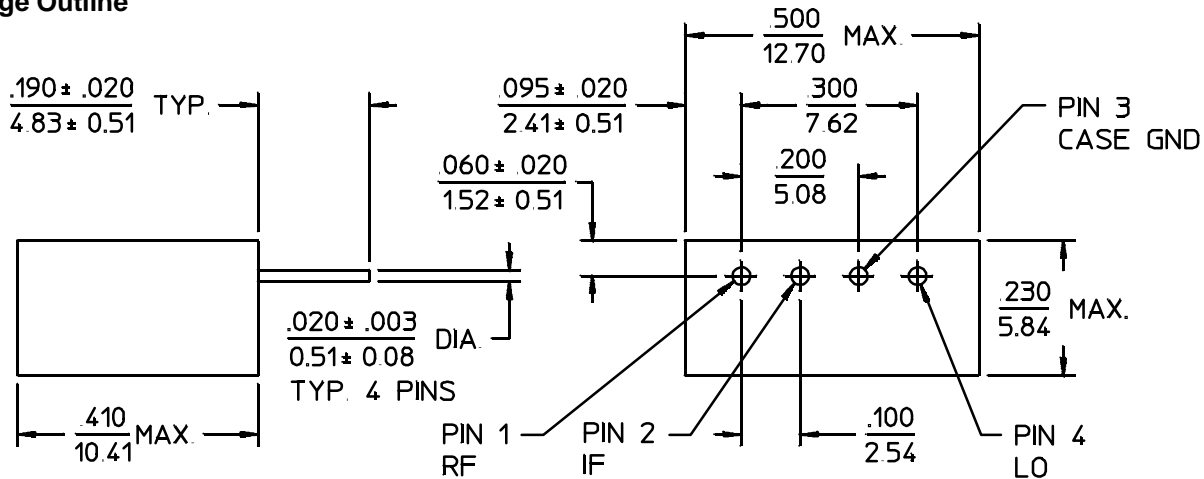 ge Outline
.500
12.70 MAX.
.190 ± .020
4.83 ± 0.51 TYP.
.095 ± .020
2.41 ± 0.51
.300
7.62
PIN 3
CASE GND
.060 ± .020
1.52 ± 0.51
.200
5.08
.020 ± .003
0.51 ± 0.08 DIA.
TYP. 4 PINS
.230
5.84 MAX.
.410
10.41 MAX.
PIN 1
RF
PIN 2
IF
.100
2.54
PIN 4
LO